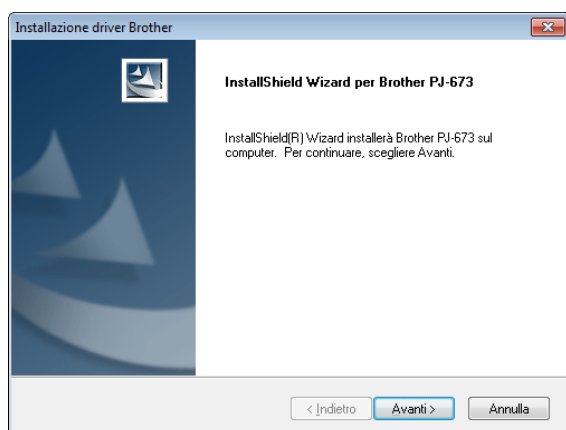 Installazione driver Brother
InstallShield Wizard per Brother PJ-673
InstallShield(R) Wizard installerà Brother PJ-673 sul
computer. Per continuare, scegliere Avanti.
< Indietro
Avanti >
Annulla